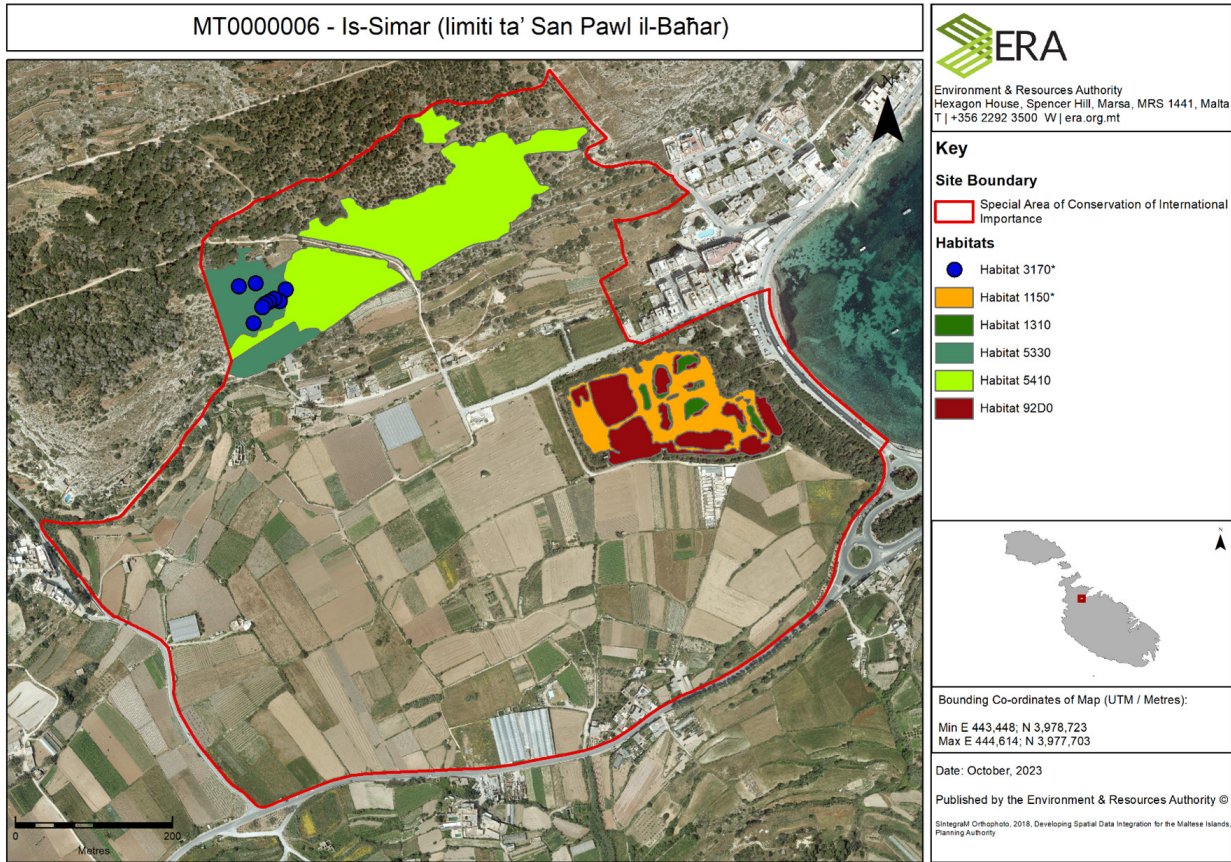 MT0000006 - Is-Simar (limiti ta' San Pawl il-Baħar)
N
0
200
Metres
ERA
Environment & Resources Authority
Hexagon House, Spencer Hill, Marsa, MRS 1441, Malta
T | +356 2292 3500 W | era.org.mt
Key
Site Boundary
Special Area of Conservation of International
Importance
Habitats
Habitat 3170*
Habitat 1150*
Habitat 1310
Habitat 5330
Habitat 5410
Habitat 92D0
N
Bounding Co-ordinates of Map (UTM / Metres):
Min E 443,448; N 3,978,723
Max E 444,614; N 3,977,703
Date: October, 2023
Published by the Environment & Resources Authority ©
SIntegraM Orthophoto, 2018, Developing Spatial Data Integration for the Maltese Islands,
Planning Authority